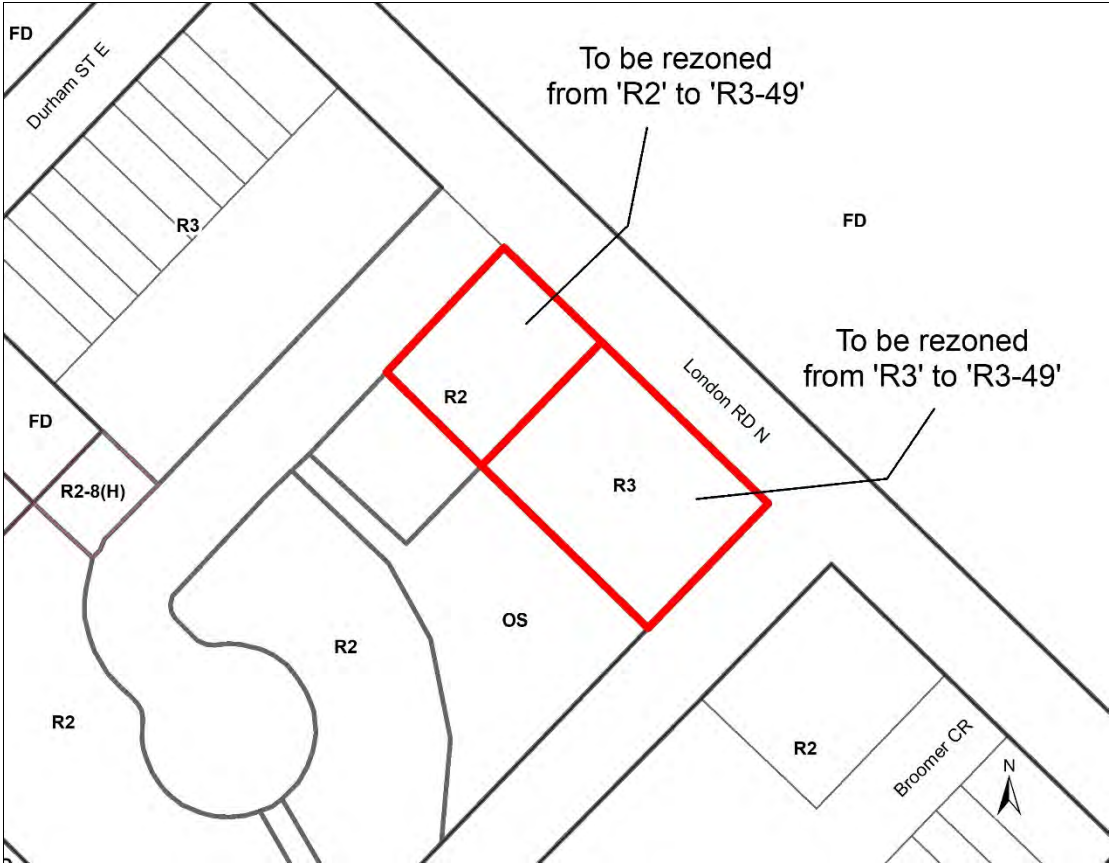 FD
Durham ST E
To be rezoned
from 'R2' to 'R3-49'
R3
FD
To be rezoned
from 'R3' to 'R3-49'
London RD N
R2
FD
R2-8(H)
R3
OS
R2
R2
R2
Broomer CR
N